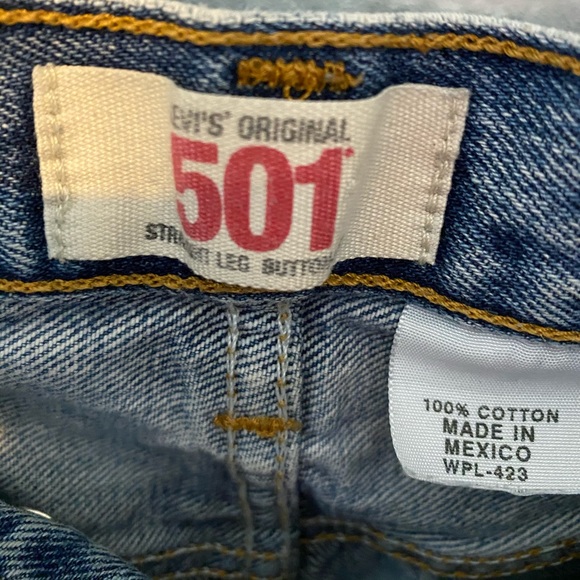 EVI'S® ORIGINAL
501®
LEG BUTTON
100% COTTON
MADE IN
MEXICO
WPL-423